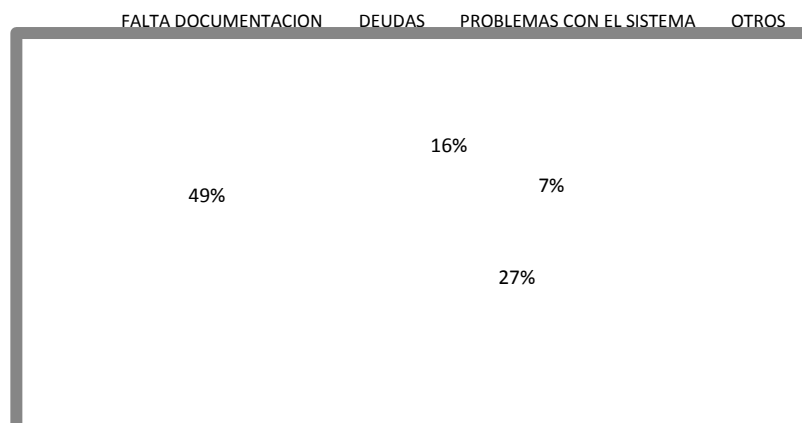 FALTA DOCUMENTACION DEUDAS PROBLEMAS CON EL SISTEMA OTROS
16%
7%
49%
27%